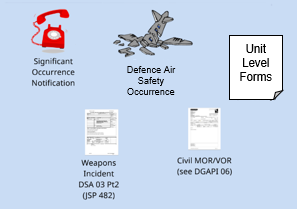 Significant
Occurrence
Notification
Defence Air
Safety
Occurrence
Unit
Level
Forms
Weapons
Incident
DSA 03 Pt2
(JSP 482)
Civil MOR/VOR
(see DGAPI 06)